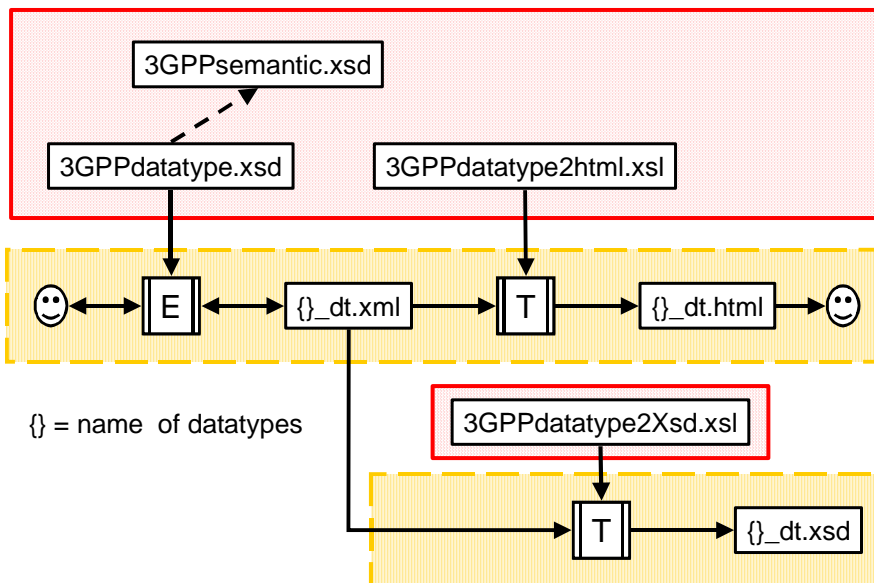 3GPPsemantic.xsd
3GPPdatatype.xsd
3GPPdatatype2html.xsl
E
{}_dt.xml
T
{}_dt.html
{} = name of datatypes
3GPPdatatype2Xsd.xsl
T
{}_dt.xsd